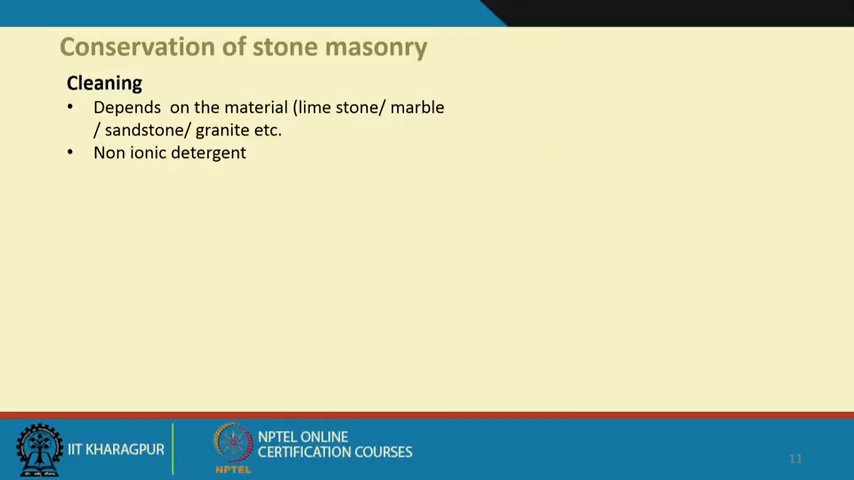 Conservation of stone masonry
Cleaning
• Depends on the material (lime stone/ marble
/ sandstone/ granite etc.
• Non ionic detergent
IIT KHARAGPUR
NPTEL
NPTEL ONLINE
CERTIFICATION COURSES
11